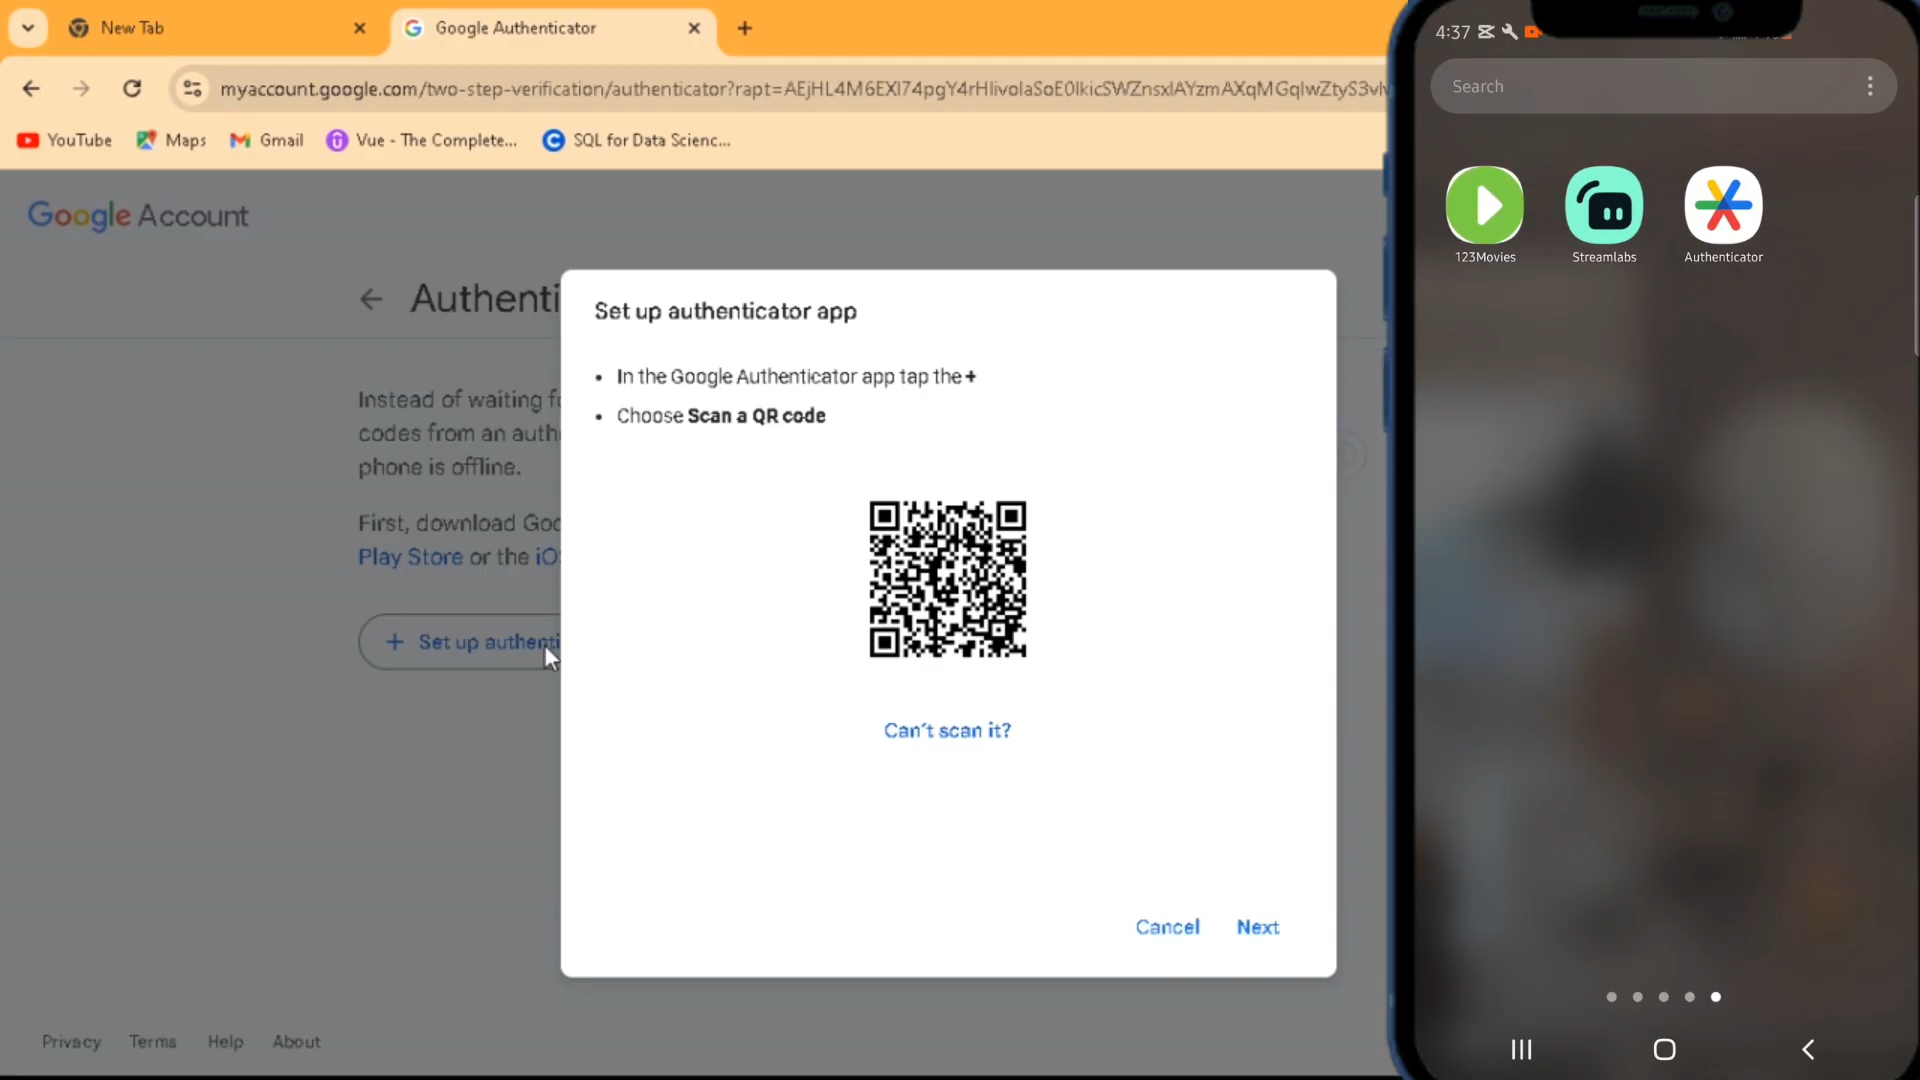 New Tab
Google Authenticator
myaccount.google.com/two-step-verification/authenticator?rapt=
YouTube
Maps
Gmail
Vue - The Complete...
SQL for Data Scienc...
Google Account
Authenti
Instead of waiting fo
codes from an auth
phone is offline.
First, download Goo
Play Store or the iO
+ Set up authenti
Set up authenticator app
• In the Google Authenticator app tap the +
• Choose Scan a QR code
Can't scan it?
Cancel
Next
Privacy
Terms
Help
About
4:37
Search
123Movies
Streamlabs
Authenticator